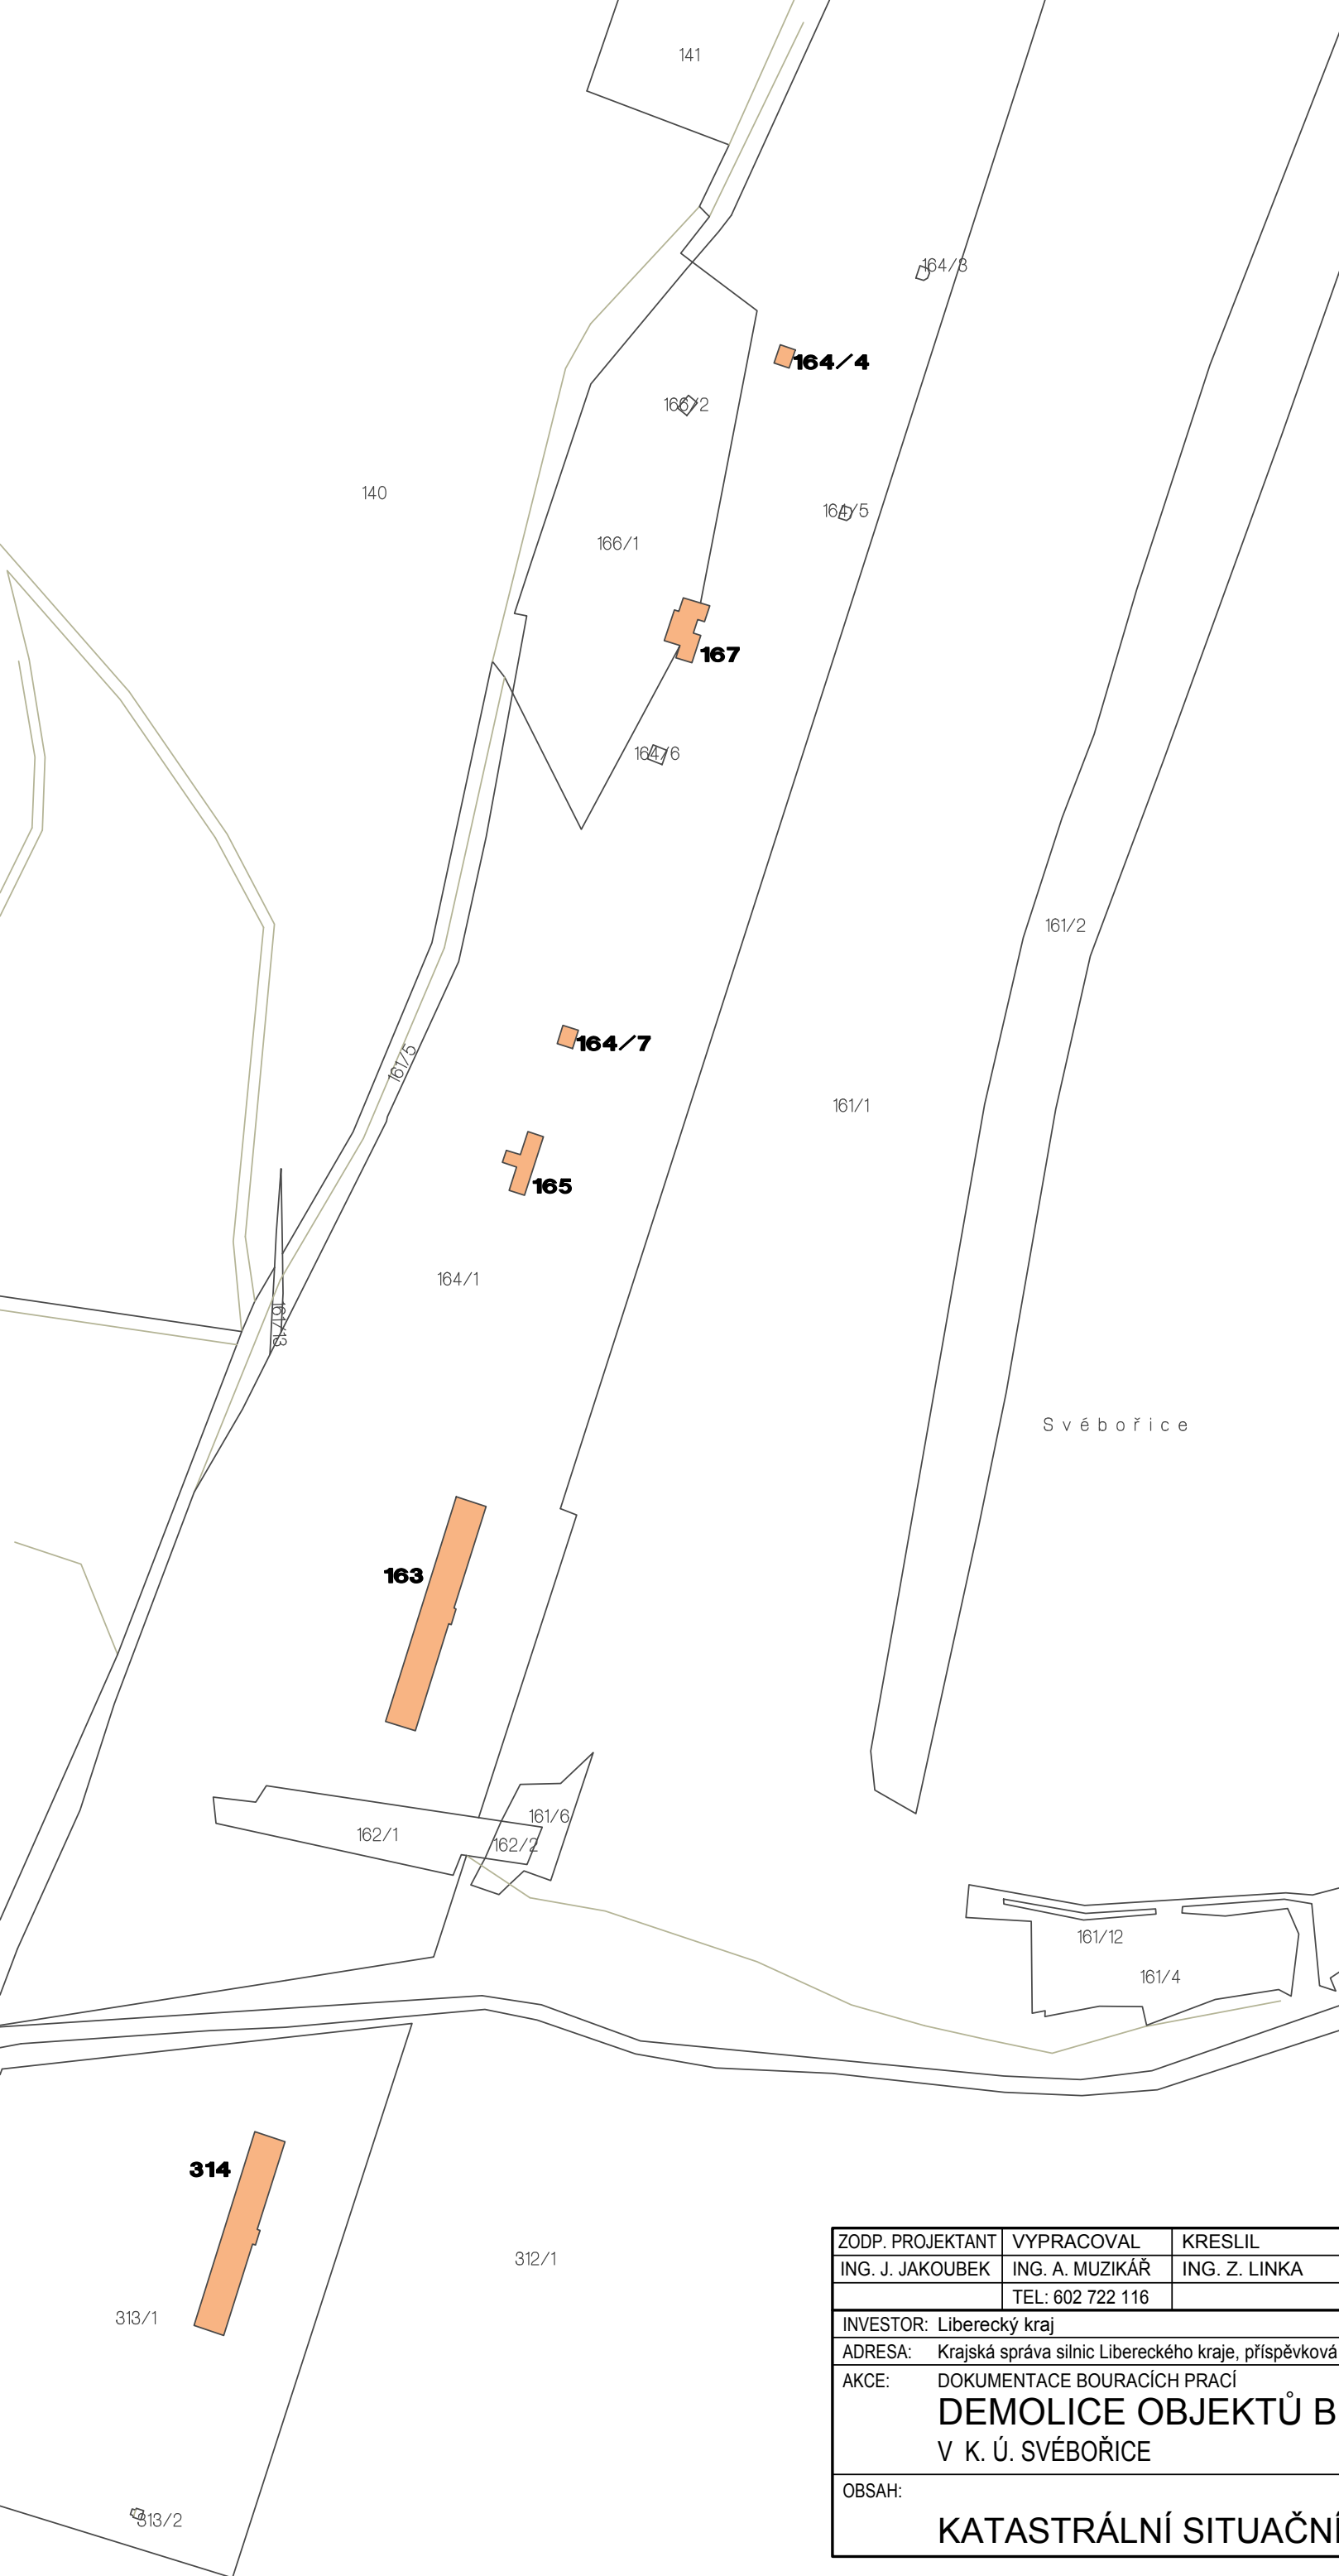 141
164/3
164/4
166/2
140
164/5
166/1
167
164/6
161/2
164/7
161/5
161/1
165
164/1
161/13
Svébořice
163
161/6
162/1
162/2
161/12
161/4
314
312/1
313/1
313/2
ZODP. PROJEKTANT VYPRACOVAL KRESLIL
ING. J. JAKOUBEK ING. A. MUZIKÁŘ ING. Z. LINKA
TEL: 602 722 116
INVESTOR: Liberecký kraj
ADRESA: Krajská správa silnic Libereckého kraje, příspěvková
AKCE: DOKUMENTACE BOURACÍCH PRACÍ
DEMOLICE OBJEKTŮ B
V K. Ú. SVÉBOŘICE
OBSAH:
KATASTRÁLNÍ SITUAČNÍ